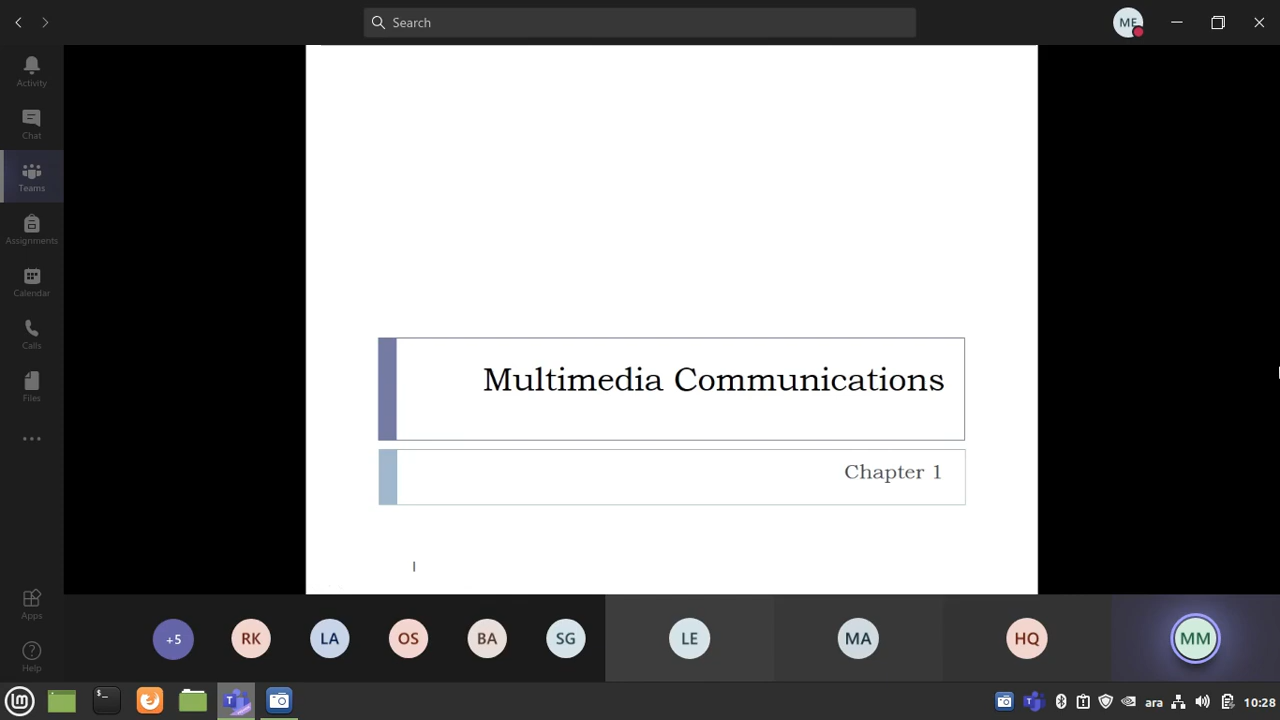 Search
ME
Activity
Chat
Teams
Assignments
Calendar
Calls
Files
Apps
Help
Multimedia Communications
Chapter 1
+5
RK
LA
OS
BA
SG
LE
MA
HQ
MM
ara
10:28